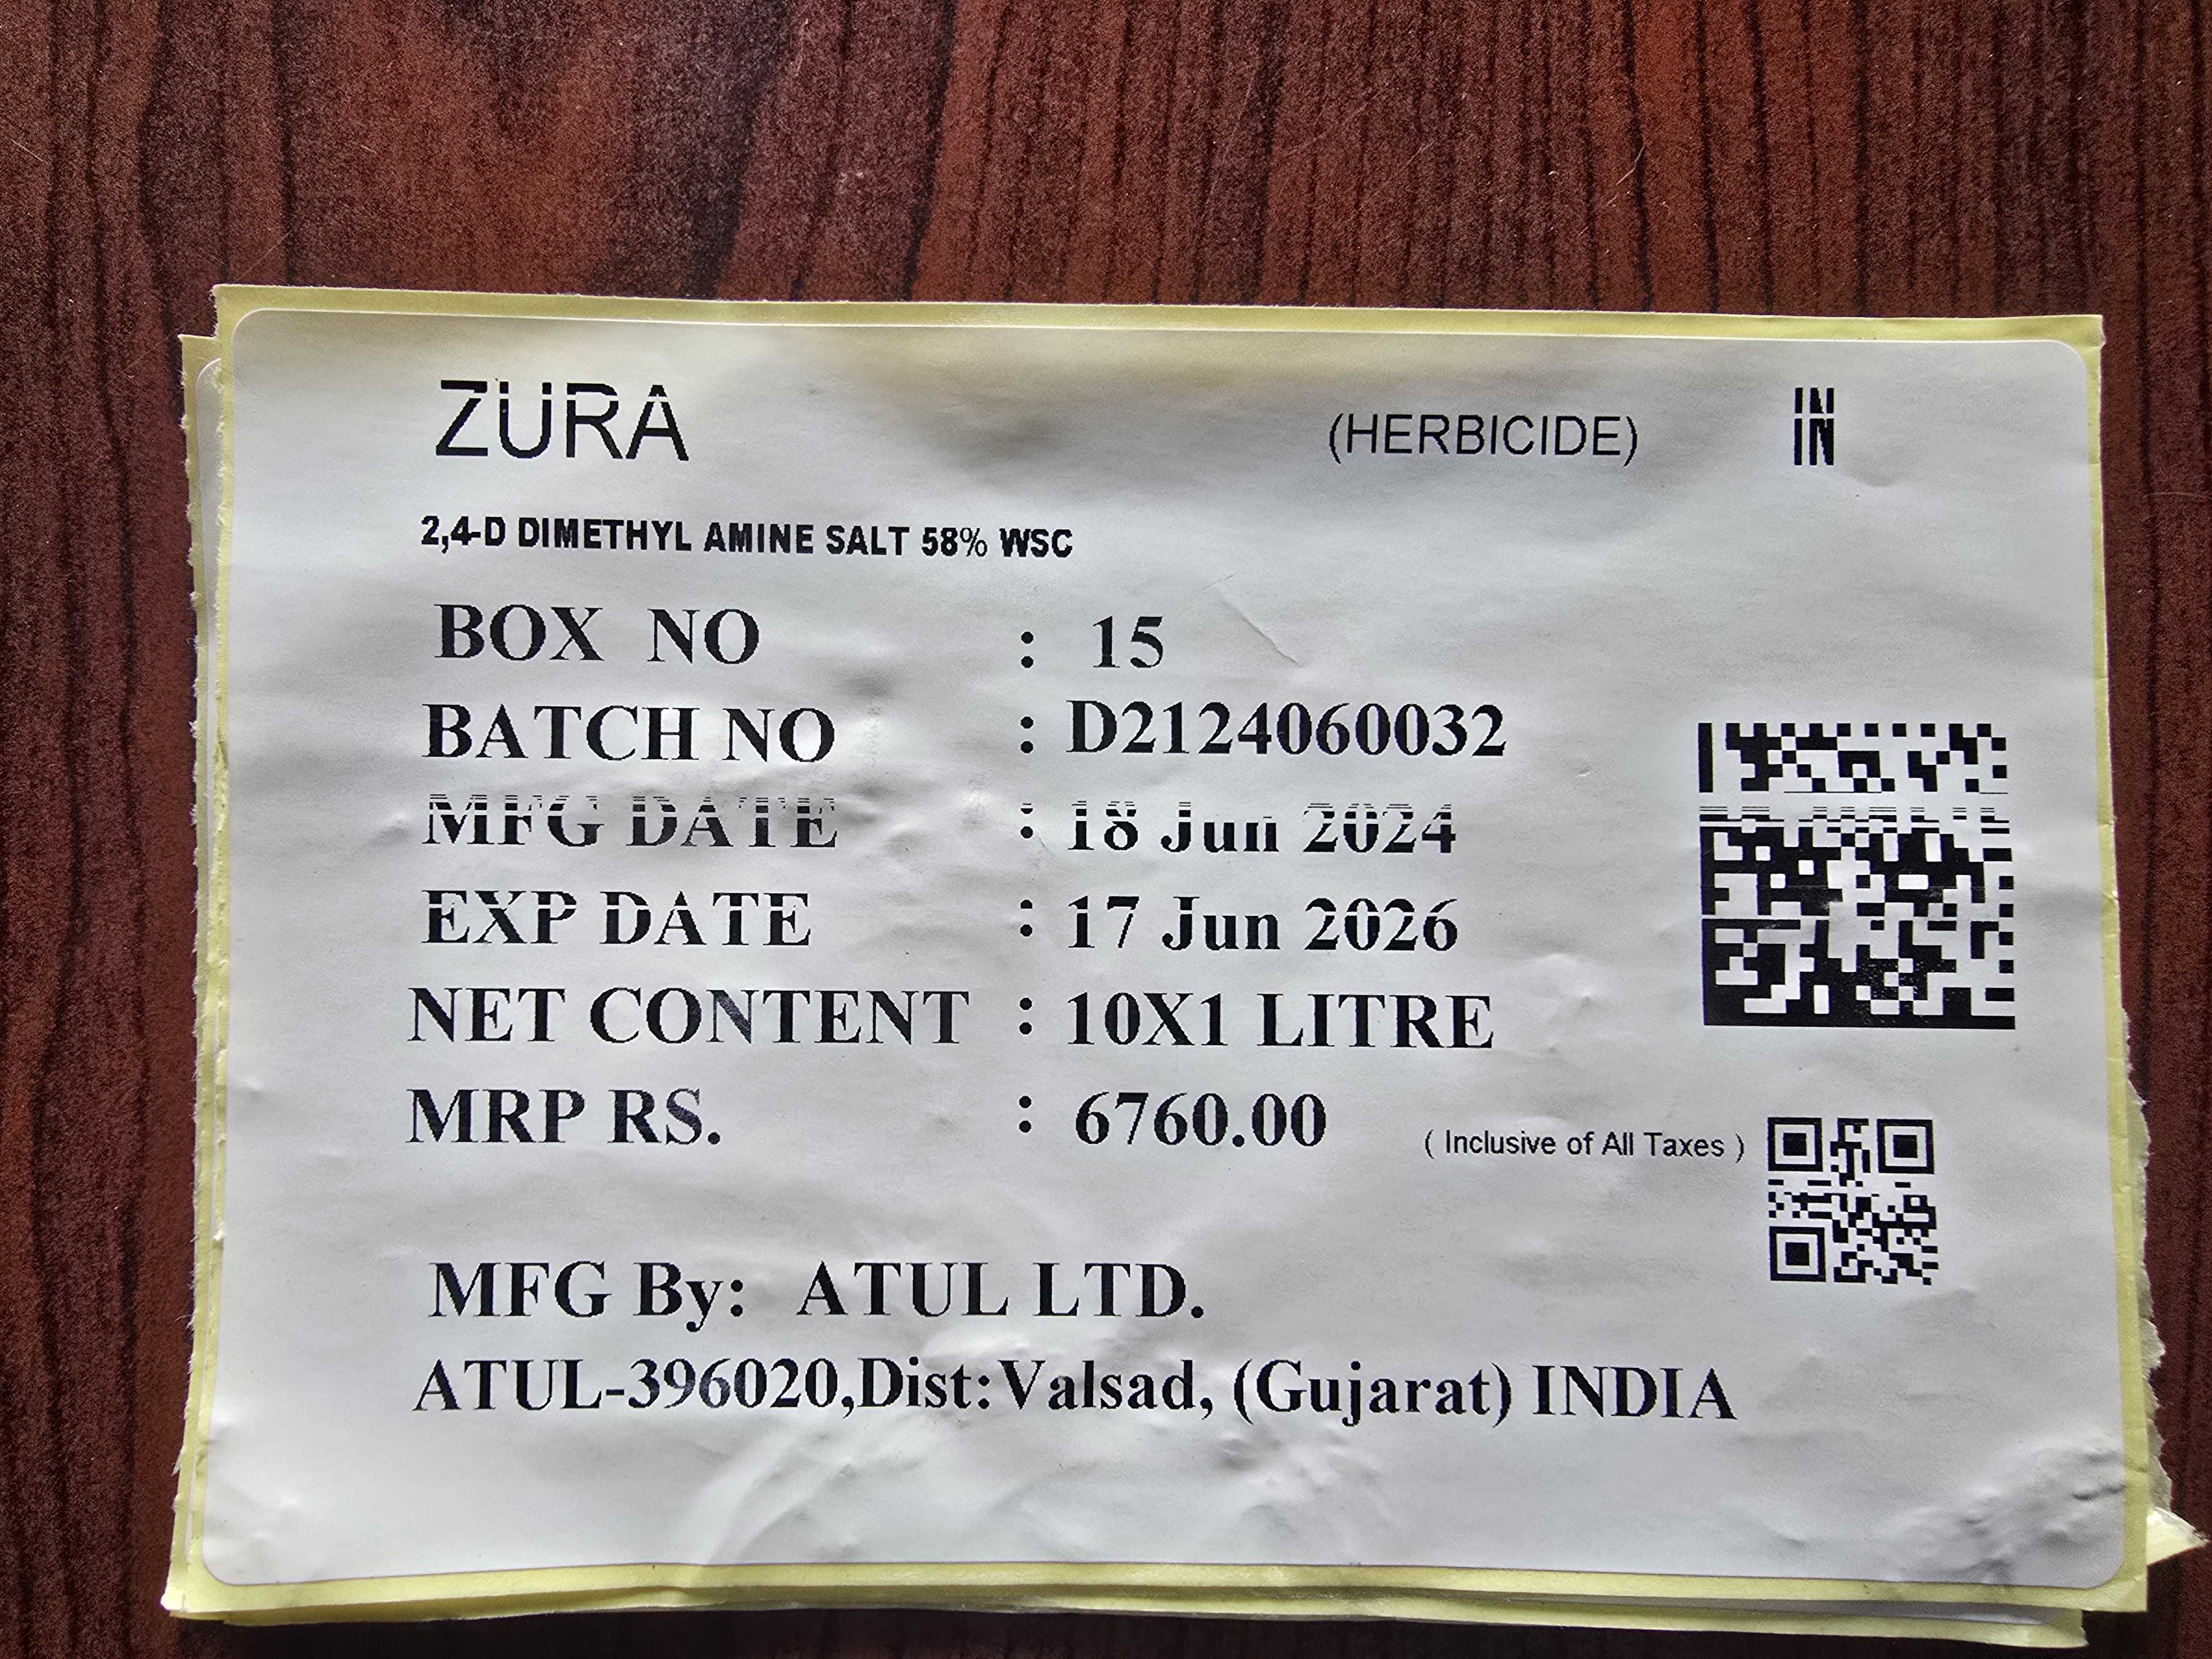 ZURA (HERBICIDE) IN
2,4-D DIMETHYL AMINE SALT 58% WSC
BOX NO : 15
BATCH NO : D2124060032
MFG DATE : 18 Jun 2024
EXP DATE : 17 Jun 2026
NET CONTENT : 10X1 LITRE
MRP RS. : 6760.00 ( Inclusive of All Taxes )
MFG By: ATUL LTD.
ATUL-396020,Dist:Valsad, (Gujarat) INDIA